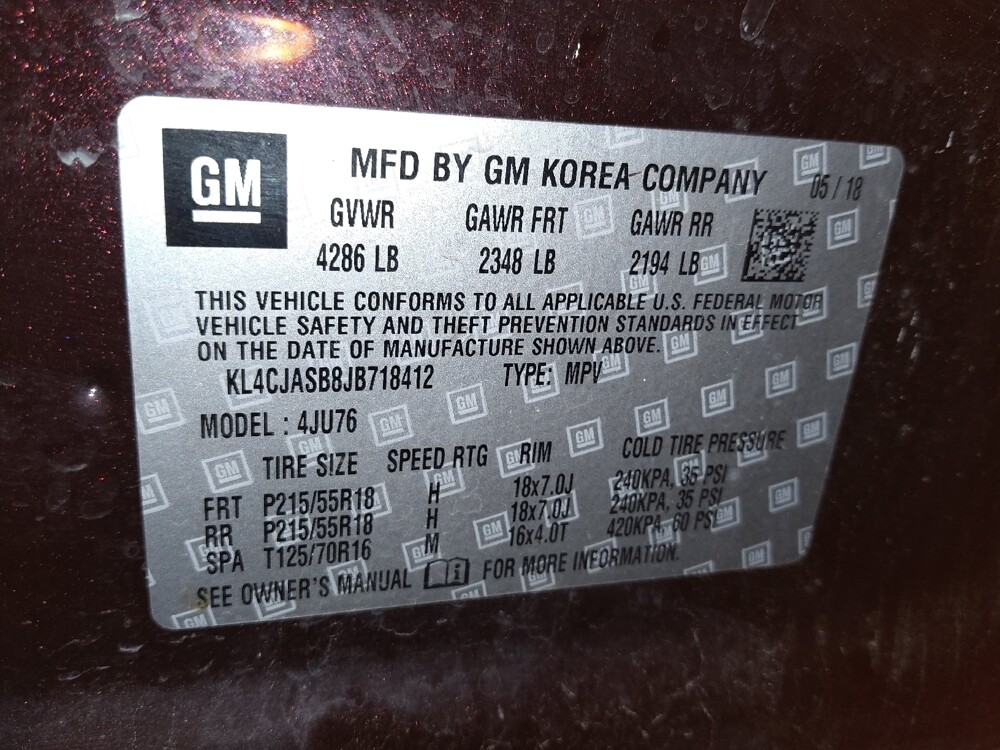 GM
MFD BY GM KOREA COMPANY 05 / 18
GVWR GAWR FRT GAWR RR
4286 LB 2348 LB 2194 LB
THIS VEHICLE CONFORMS TO ALL APPLICABLE U.S. FEDERAL MOTOR
VEHICLE SAFETY AND THEFT PREVENTION STANDARDS IN EFFECT
ON THE DATE OF MANUFACTURE SHOWN ABOVE.
KL4CJASB8JB718412 TYPE: MPV
MODEL : 4JU76
TIRE SIZE SPEED RTG RIM COLD TIRE PRESSURE
FRT P215/55R18 H 18x7.0J 240KPA, 35 PSI
RR P215/55R18 H 18x7.0J 240KPA, 35 PSI
SPA T125/70R16 M 16x4.0T 420KPA, 60 PSI
SEE OWNER'S MANUAL FOR MORE INFORMATION.